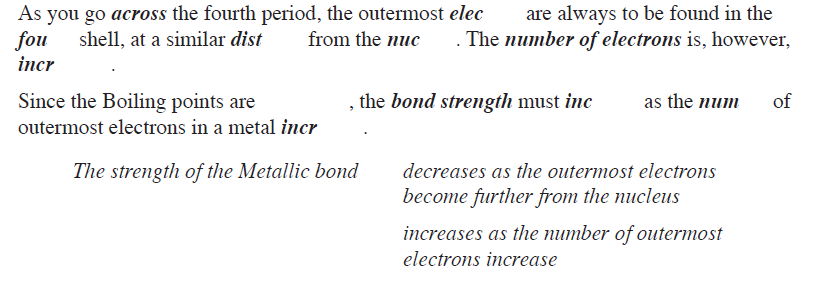 As you go across the fourth period, the outermost elec are always to be found in the
fou shell, at a similar dist from the nuc . The number of electrons is, however,
incr .
Since the Boiling points are , the bond strength must inc as the num of
outermost electrons in a metal incr .
The strength of the Metallic bond decreases as the outermost electrons
become further from the nucleus
increases as the number of outermost
electrons increase